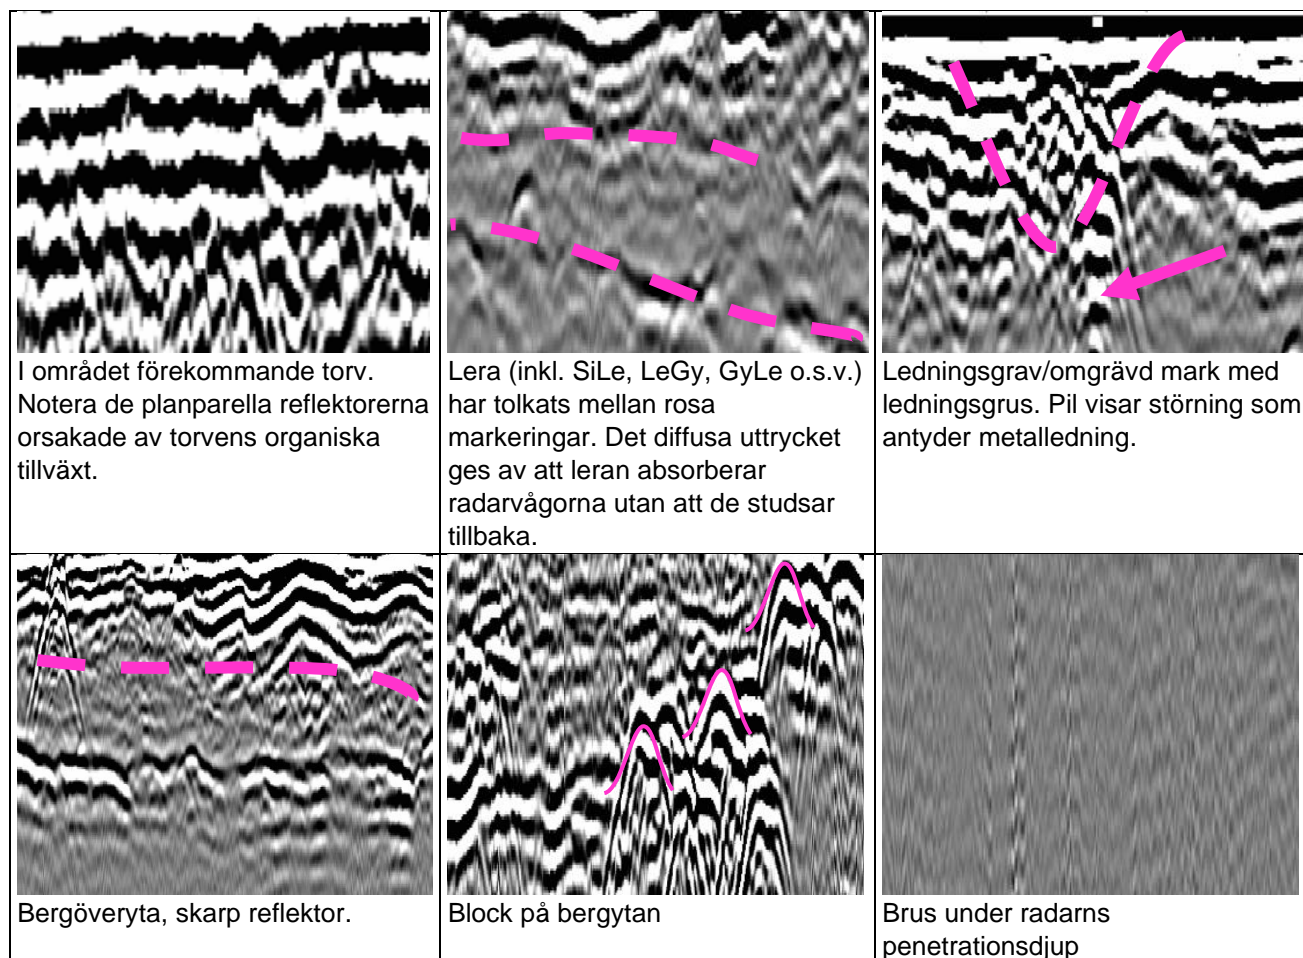 I området förekommande torv.
Notera de planparella reflektorerna
orsakade av torvens organiska
tillväxt.
Lera (inkl. SiLe, LeGy, GyLe o.s.v.)
har tolkats mellan rosa
markeringar. Det diffusa uttrycket
ges av att leran absorberar
radarvågorna utan att de studsar
tillbaka.
Ledningsgrav/omgrävd mark med
ledningsgrus. Pil visar störning som
antyder metalledning.
Bergöveryta, skarp reflektor.
Block på bergytan
Brus under radarns
penetrationsdjup